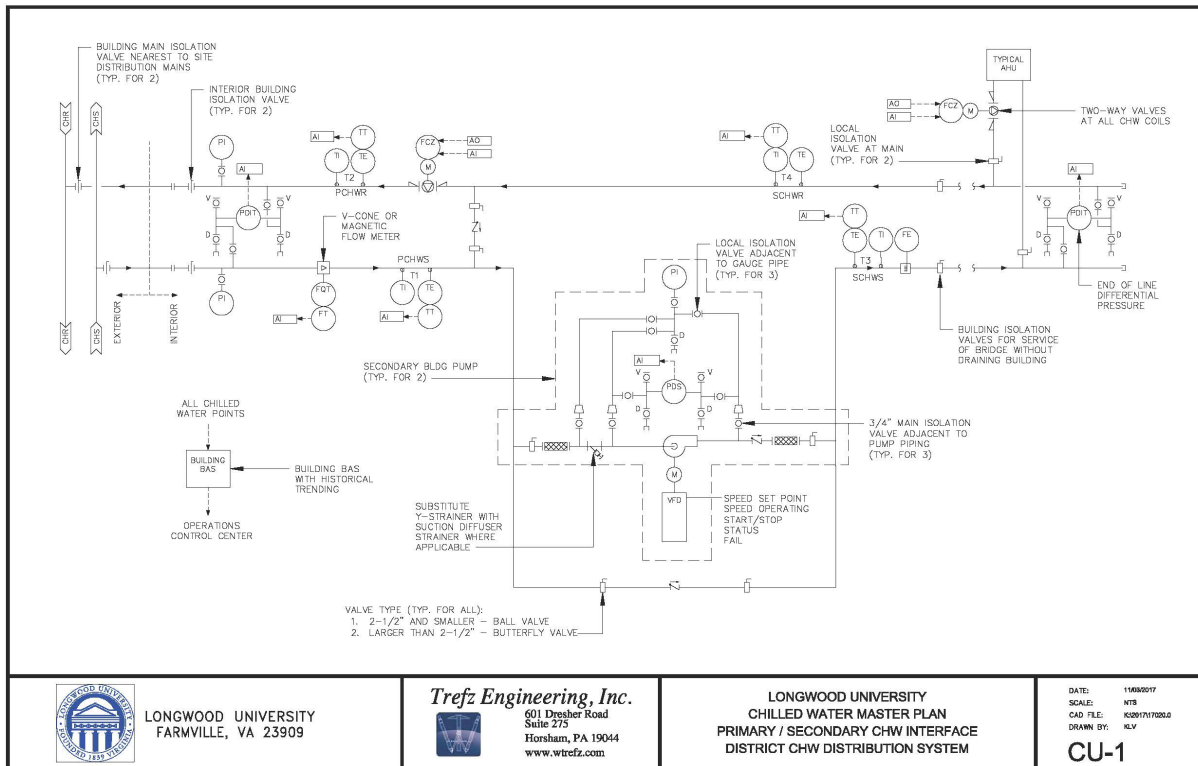 BUILDING MAIN ISOLATION
VALVE NEAREST TO SITE
DISTRIBUTION MAINS
(TYP. FOR 2)
INTERIOR BUILDING
ISOLATION VALVE
(TYP. FOR 2)
CHR
CHS
PI
AI
PDIT
V
V
D
D
PI
AI
TT
TI
TE
T2
PCHWR
FCZ
M
AO
AI
V-CONE OR
MAGNETIC
FLOW METER
PCHWS
T1
TI
TE
TT
AI
FQT
FT
AI
EXTERIOR
INTERIOR
CHR
CHS
AI
TT
TI
TE
T4
SCHWR
AO
AI
FCZ
M
TYPICAL
AHU
TWO-WAY VALVES
AT ALL CHW COILS
LOCAL
ISOLATION
VALVE AT MAIN
(TYP. FOR 2)
AI
PDIT
V
V
D
D
END OF LINE
DIFFERENTIAL
PRESSURE
AI
TT
TE
TI
FE
T3
SCHWS
BUILDING ISOLATION
VALVES FOR SERVICE
OF BRIDGE WITHOUT
DRAINING BUILDING
LOCAL ISOLATION
VALVE ADJACENT
TO GAUGE PIPE
(TYP. FOR 3)
PI
D
SECONDARY BLDG PUMP
(TYP. FOR 2)
AI
PDS
V
V
D
D
3/4" MAIN ISOLATION
VALVE ADJACENT TO
PUMP PIPING
(TYP. FOR 3)
M
VFD
SPEED SET POINT
SPEED OPERATING
START/STOP
STATUS
FAIL
SUBSTITUTE
Y-STRAINER WITH
SUCTION DIFFUSER
STRAINER WHERE
APPLICABLE
ALL CHILLED
WATER POINTS
BUILDING
BAS
BUILDING BAS
WITH HISTORICAL
TRENDING
OPERATIONS
CONTROL CENTER
VALVE TYPE (TYP. FOR ALL):
1. 2-1/2" AND SMALLER - BALL VALVE
2. LARGER THAN 2-1/2" - BUTTERFLY VALVE
LONGWOOD UNIVERSITY
FOUNDED 1839 VIRGINIA
LONGWOOD UNIVERSITY
FARMVILLE, VA 23909
Trefz Engineering, Inc.
601 Dresher Road
Suite 275
Horsham, PA 19044
www.wtrefz.com
LONGWOOD UNIVERSITY
CHILLED WATER MASTER PLAN
PRIMARY / SECONDARY CHW INTERFACE
DISTRICT CHW DISTRIBUTION SYSTEM
DATE: 11/08/2017
SCALE: NTS
CAD FILE: K:\2017\17020.0
DRAWN BY: KLV
CU-1